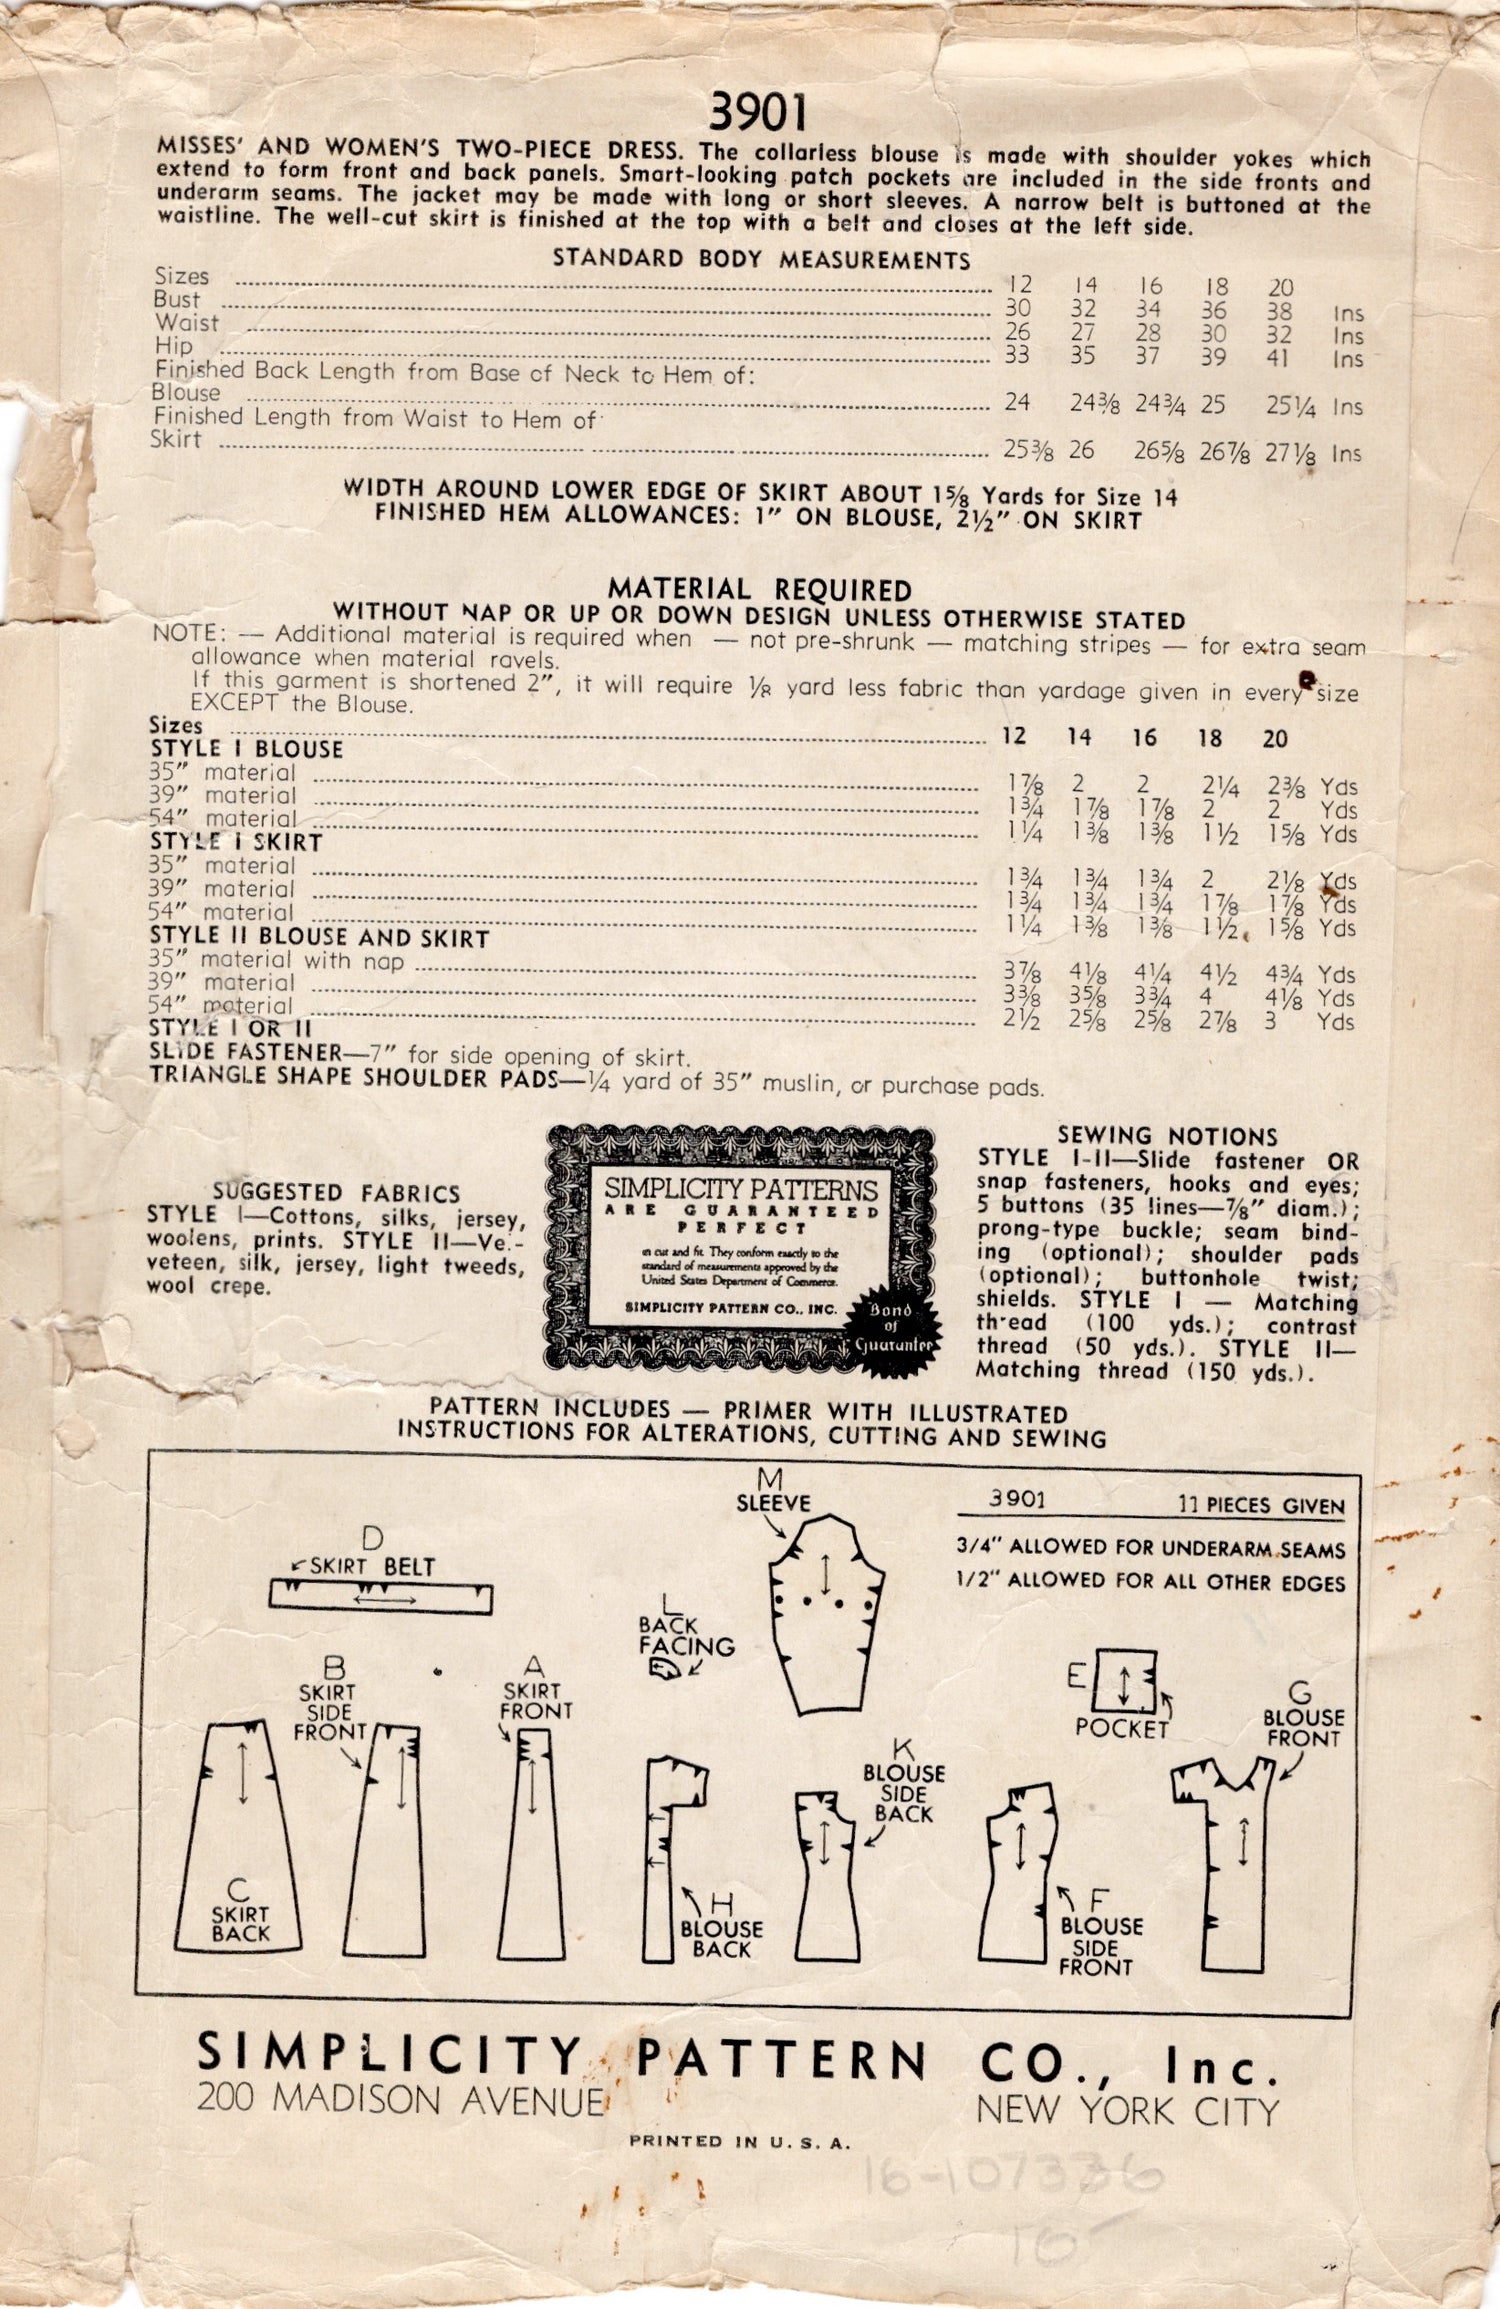 3901
MISSES' AND WOMEN'S TWO-PIECE DRESS. The collarless blouse is made with shoulder yokes which
extend to form front and back panels. Smart-looking patch pockets are included in the side fronts and
underarm seams. The jacket may be made with long or short sleeves. A narrow belt is buttoned at the
waistline. The well-cut skirt is finished at the top with a belt and closes at the left side.
STANDARD BODY MEASUREMENTS
Sizes 12 14 16 18 20
Bust 30 32 34 36 38 Ins
Waist 26 27 28 30 32 Ins
Hip 33 35 37 39 41 Ins
Finished Back Length from Base of Neck to Hem of:
Blouse 24 24⅜ 24¾ 25 25¼ Ins
Finished Length from Waist to Hem of
Skirt 25⅜ 26 26⅝ 26⅞ 27⅛ Ins
WIDTH AROUND LOWER EDGE OF SKIRT ABOUT 1⅝ Yards for Size 14
FINISHED HEM ALLOWANCES: 1" ON BLOUSE, 2½" ON SKIRT
MATERIAL REQUIRED
WITHOUT NAP OR UP OR DOWN DESIGN UNLESS OTHERWISE STATED
NOTE: — Additional material is required when — not pre-shrunk — matching stripes — for extra seam
allowance when material ravels.
If this garment is shortened 2", it will require ⅛ yard less fabric than yardage given in every size
EXCEPT the Blouse.
Sizes 12 14 16 18 20
STYLE I BLOUSE
35" material 1⅞ 2 2 2¼ 2⅜ Yds
39" material 1¾ 1⅞ 1⅞ 2 2 Yds
54" material 1¼ 1⅜ 1⅜ 1½ 1⅝ Yds
STYLE I SKIRT
35" material 1¾ 1¾ 1¾ 2 2⅛ Yds
39" material 1¾ 1¾ 1¾ 1⅞ 1⅞ Yds
54" material 1¼ 1⅜ 1⅜ 1½ 1⅝ Yds
STYLE II BLOUSE AND SKIRT
35" material with nap 3⅞ 4⅛ 4¼ 4½ 4¾ Yds
39" material 3⅜ 3⅝ 3¾ 4 4⅛ Yds
54" material 2½ 2⅝ 2⅝ 2⅞ 3 Yds
STYLE I OR II
SLIDE FASTENER—7" for side opening of skirt.
TRIANGLE SHAPE SHOULDER PADS—¼ yard of 35" muslin, or purchase pads.
SUGGESTED FABRICS
STYLE I—Cottons, silks, jersey,
woolens, prints. STYLE II—Vel-
veteen, silk, jersey, light tweeds,
wool crepe.
SIMPLICITY PATTERNS
ARE GUARANTEED
PERFECT
in cut and fit. They conform exactly to the
standard of measurements approved by the
United States Department of Commerce.
SIMPLICITY PATTERN CO., INC.
Bond
of
Guarantee
SEWING NOTIONS
STYLE I-II—Slide fastener OR
snap fasteners, hooks and eyes;
5 buttons (35 lines—⅞" diam.);
prong-type buckle; seam bind-
ing (optional); shoulder pads
(optional); buttonhole twist;
shields. STYLE I — Matching
thread (100 yds.); contrast
thread (50 yds.). STYLE II—
Matching thread (150 yds.).
PATTERN INCLUDES — PRIMER WITH ILLUSTRATED
INSTRUCTIONS FOR ALTERATIONS, CUTTING AND SEWING
3901 11 PIECES GIVEN
3/4" ALLOWED FOR UNDERARM SEAMS
1/2" ALLOWED FOR ALL OTHER EDGES
M
SLEEVE
D
SKIRT BELT
L
BACK
FACING
B
SKIRT
SIDE
FRONT
A
SKIRT
FRONT
E
POCKET
G
BLOUSE
FRONT
K
BLOUSE
SIDE
BACK
C
SKIRT
BACK
H
BLOUSE
BACK
F
BLOUSE
SIDE
FRONT
SIMPLICITY PATTERN CO., Inc.
200 MADISON AVENUE NEW YORK CITY
PRINTED IN U. S. A.
16-107336
10